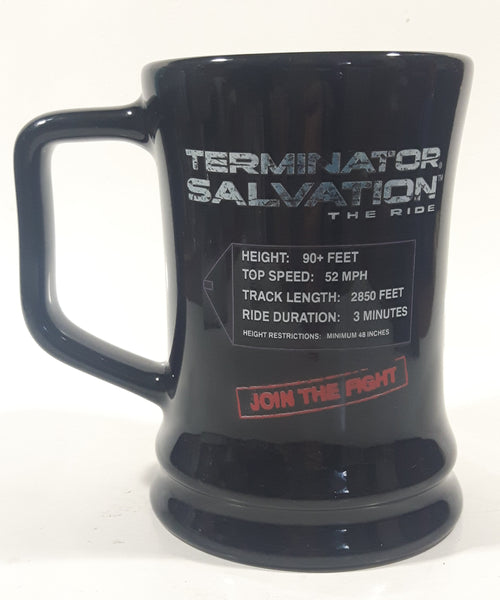 TERMINATOR
SALVATION™
THE RIDE
HEIGHT: 90+ FEET
TOP SPEED: 52 MPH
TRACK LENGTH: 2850 FEET
RIDE DURATION: 3 MINUTES
HEIGHT RESTRICTIONS: MINIMUM 48 INCHES
JOIN THE FIGHT